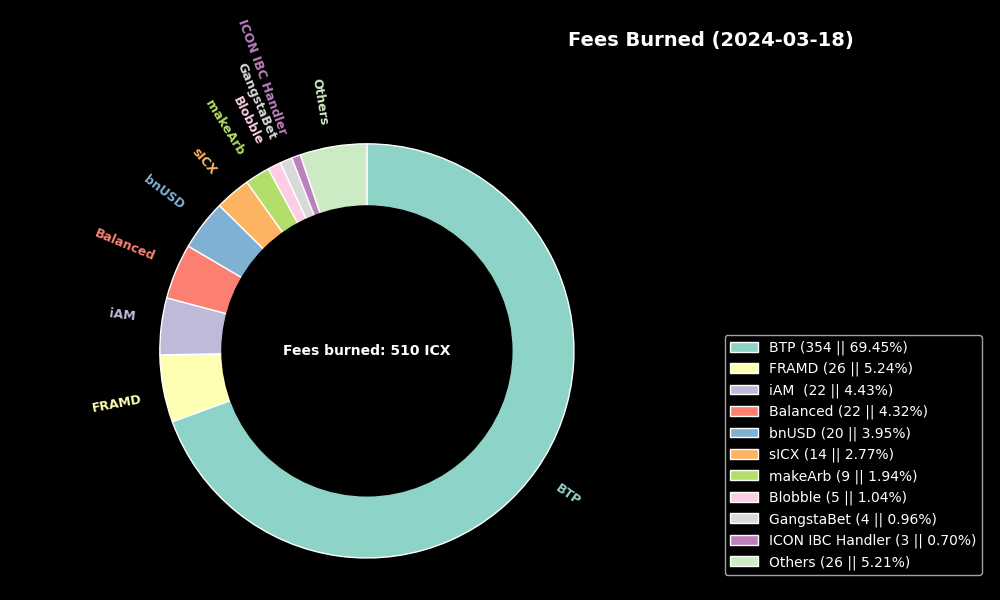 Fees Burned (2024-03-18)
ICON IBC Handler
GangstaBet
Others
Blobble
makeArb
sICX
bnUSD
Balanced
iAM
FRAMD
BTP
Fees burned: 510 ICX
BTP (354 || 69.45%)
FRAMD (26 || 5.24%)
iAM  (22 || 4.43%)
Balanced (22 || 4.32%)
bnUSD (20 || 3.95%)
sICX (14 || 2.77%)
makeArb (9 || 1.94%)
Blobble (5 || 1.04%)
GangstaBet (4 || 0.96%)
ICON IBC Handler (3 || 0.70%)
Others (26 || 5.21%)